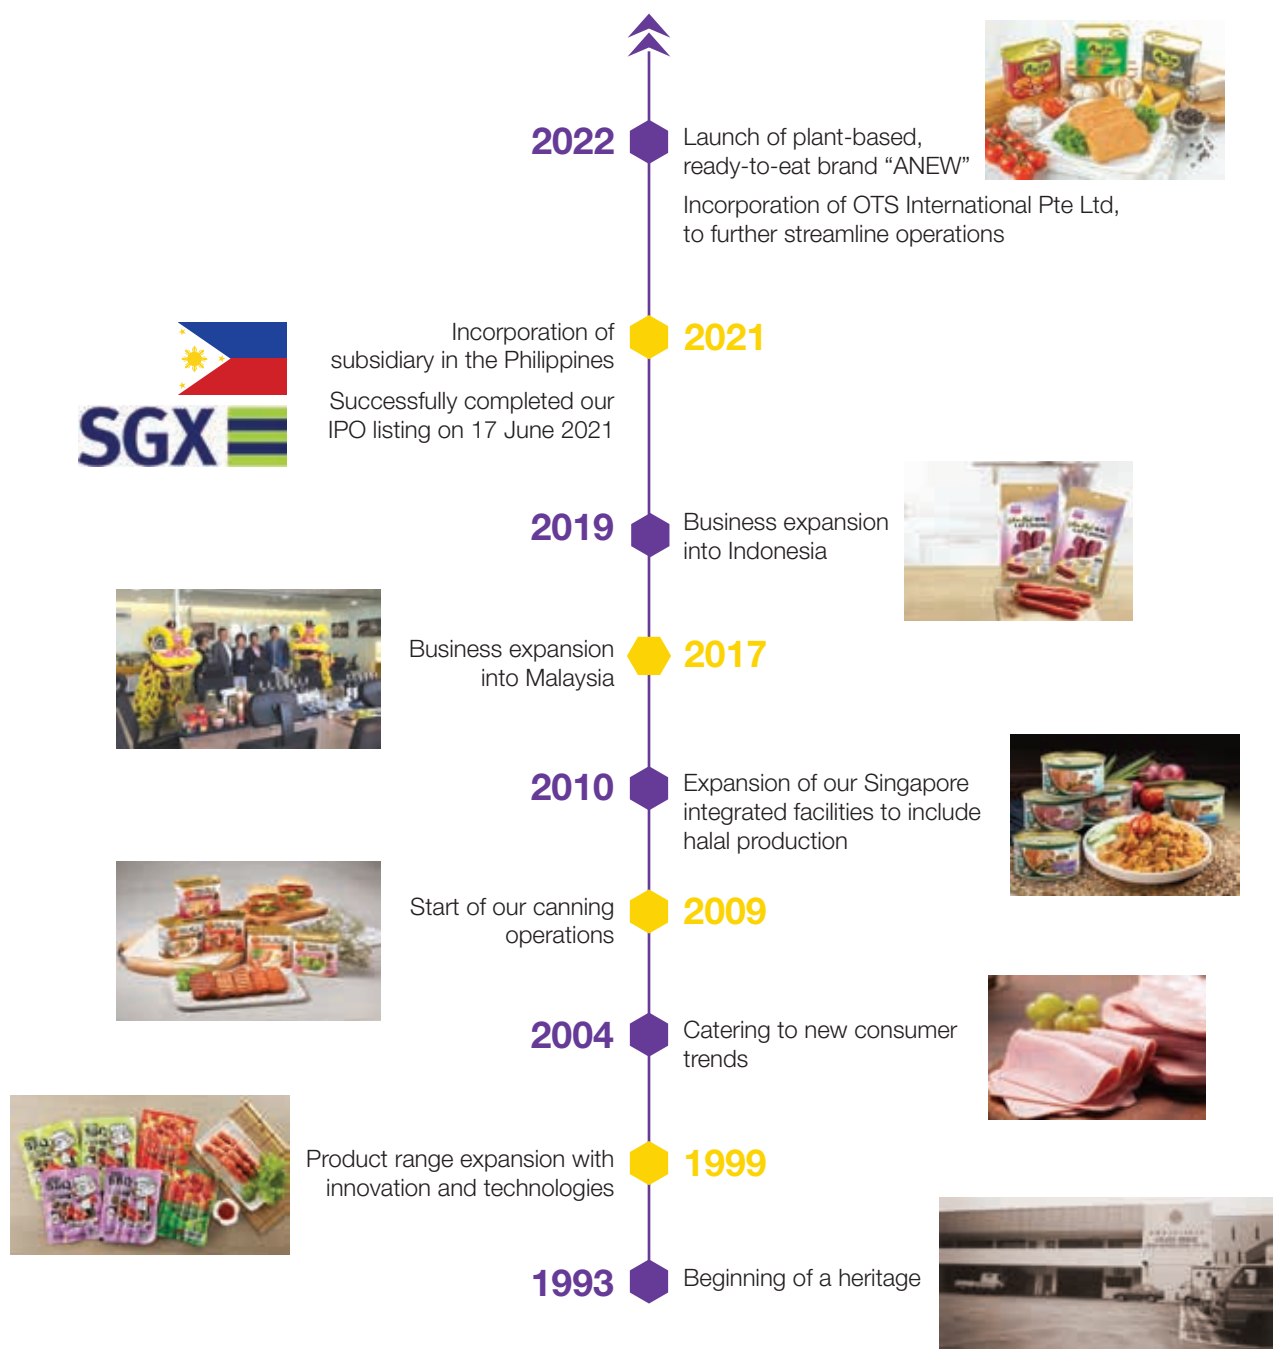 2022
Launch of plant-based,
ready-to-eat brand “ANEW”
Incorporation of OTS International Pte Ltd,
to further streamline operations
Incorporation of
subsidiary in the Philippines
2021
Successfully completed our
IPO listing on 17 June 2021
SGX
2019
Business expansion
into Indonesia
Business expansion
into Malaysia
2017
2010
Expansion of our Singapore
integrated facilities to include
halal production
Start of our canning
operations
2009
2004
Catering to new consumer
trends
Product range expansion with
innovation and technologies
1999
1993
Beginning of a heritage